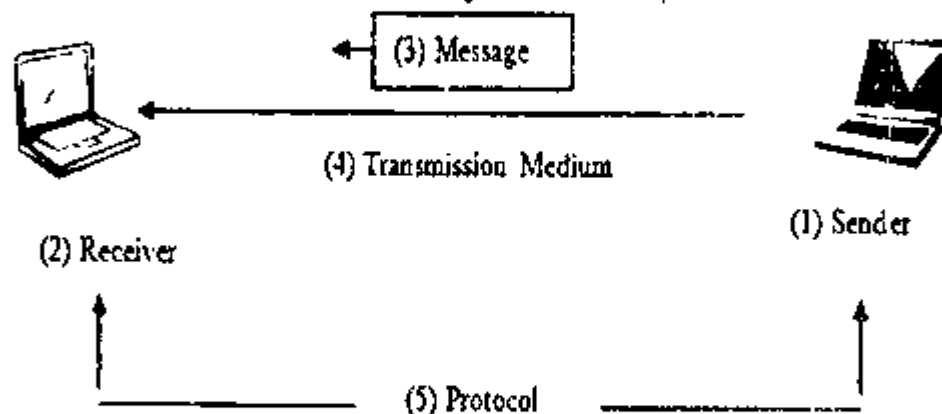 (3) Message
(4) Transmission Medium
(1) Sender
(2) Receiver
(5) Protocol